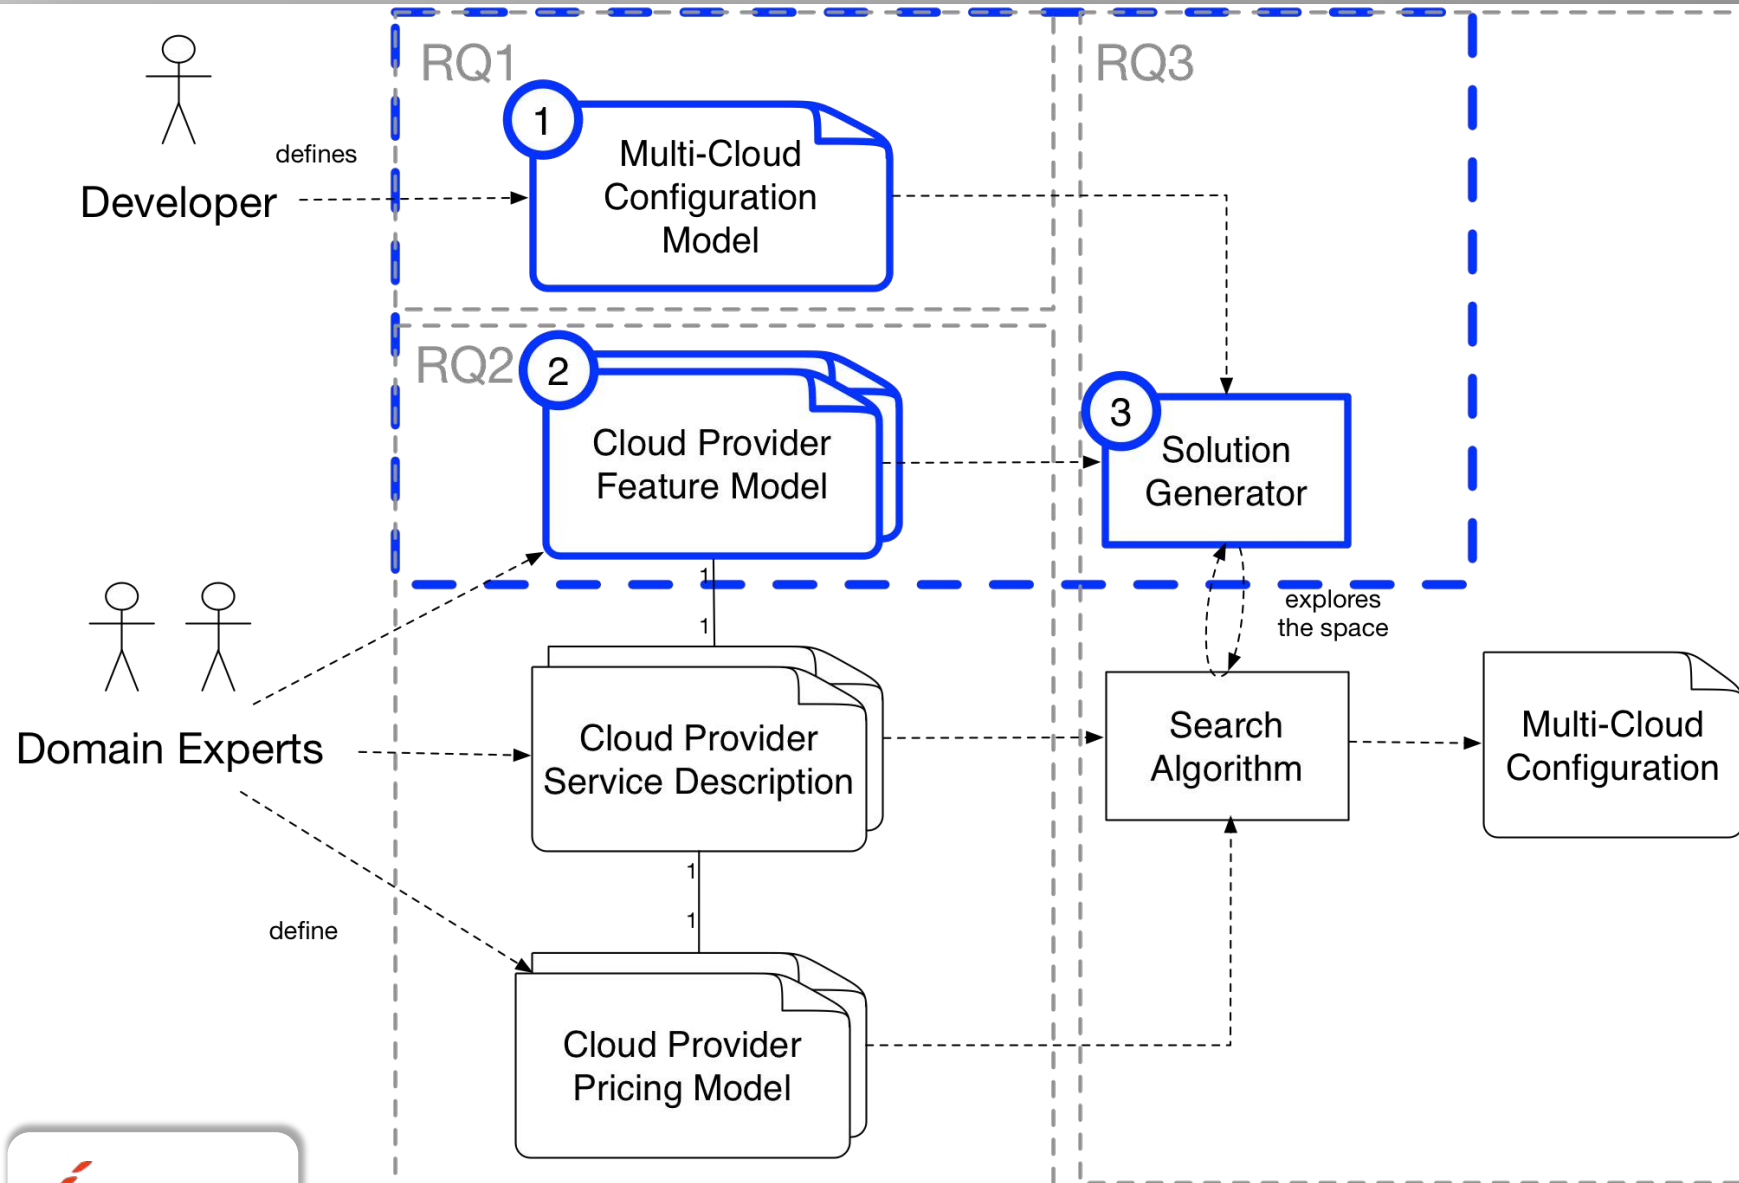 RQ1
RQ3
1
Multi-Cloud
Configuration
Model
defines
Developer
RQ2
2
Cloud Provider
Feature Model
3
Solution
Generator
1
1
explores
the space
Domain Experts
Cloud Provider
Service Description
Search
Algorithm
Multi-Cloud
Configuration
1
1
define
Cloud Provider
Pricing Model